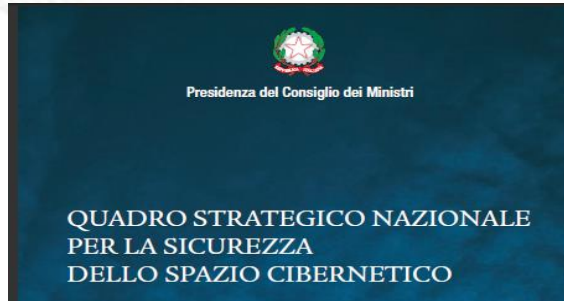 Presidenza del Consiglio dei Ministri
QUADRO STRATEGICO NAZIONALE
PER LA SICUREZZA
DELLO SPAZIO CIBERNETICO